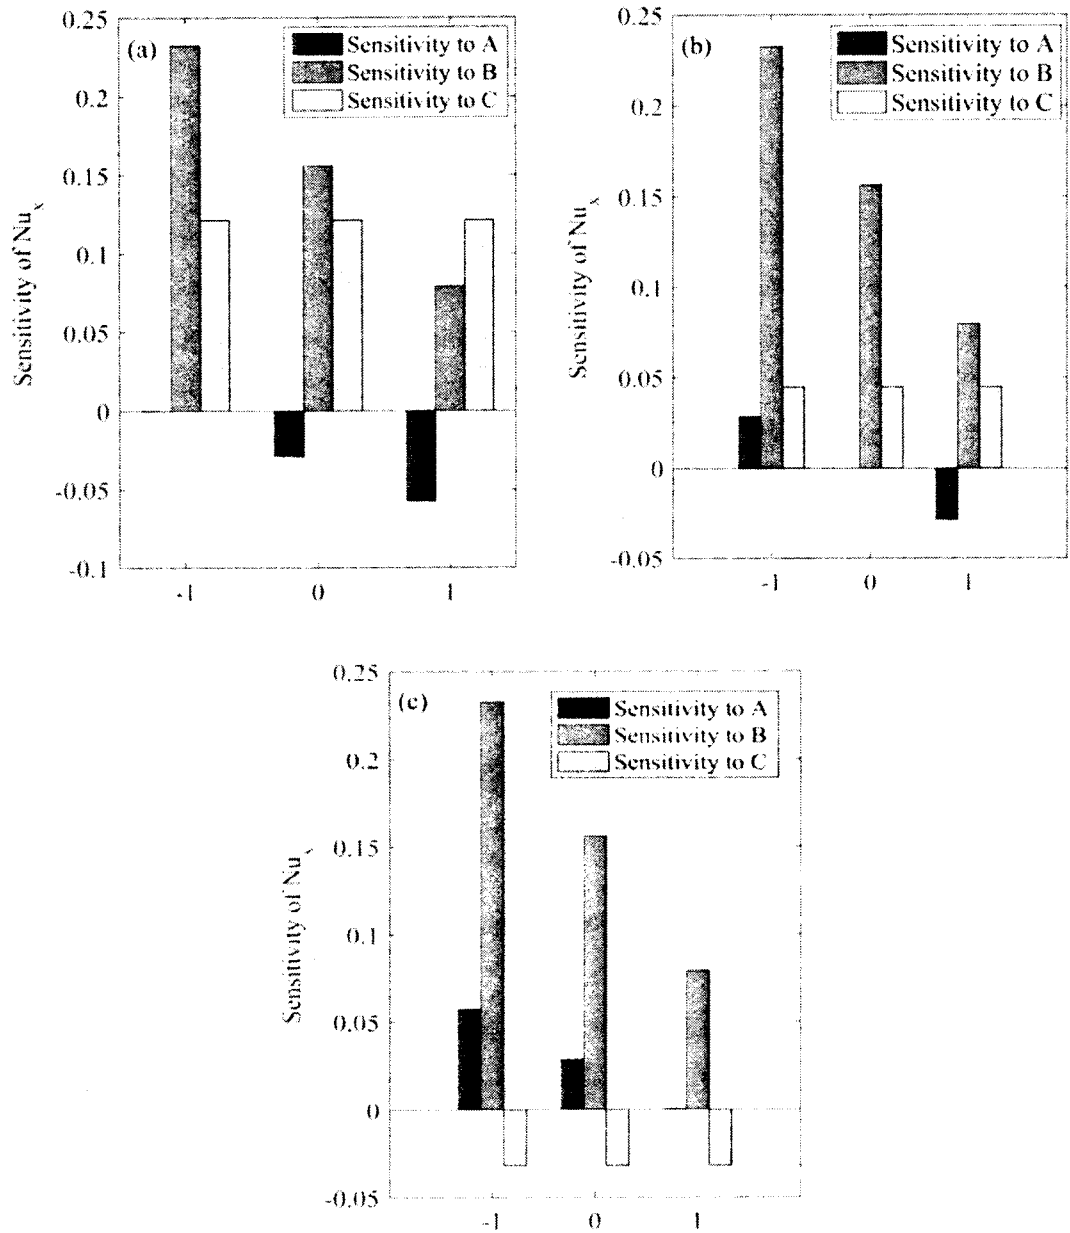 (a)
Sensitivity to A
Sensitivity to B
Sensitivity to C
0.25
0.2
0.15
0.1
0.05
0
-0.05
-0.1
Sensitivity of Nu_x
-1 0 1
(b)
Sensitivity to A
Sensitivity to B
Sensitivity to C
0.25
0.2
0.15
0.1
0.05
0
-0.05
Sensitivity of Nu_x
-1 0 1
(c)
Sensitivity to A
Sensitivity to B
Sensitivity to C
0.25
0.2
0.15
0.1
0.05
0
-0.05
Sensitivity of Nu_x
-1 0 1